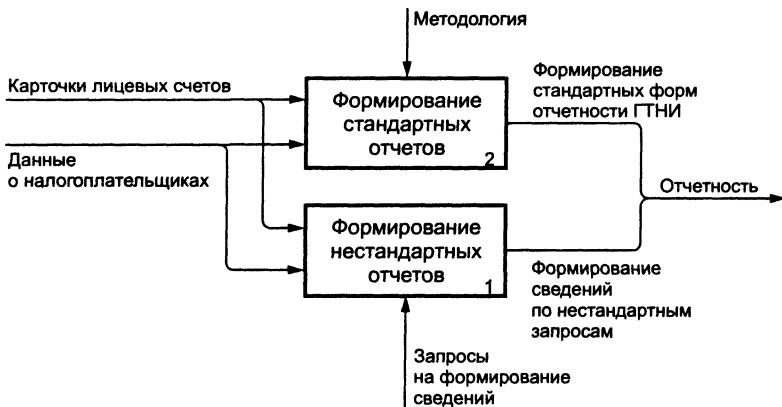 Методология
Карточки лицевых счетов
Формирование
стандартных
отчетов
2
Формирование
стандартных форм
отчетности ГТНИ
Данные
о налогоплательщиках
Отчетность
Формирование
нестандартных
отчетов
1
Формирование
сведений
по нестандартным
запросам
Запросы
на формирование
сведений